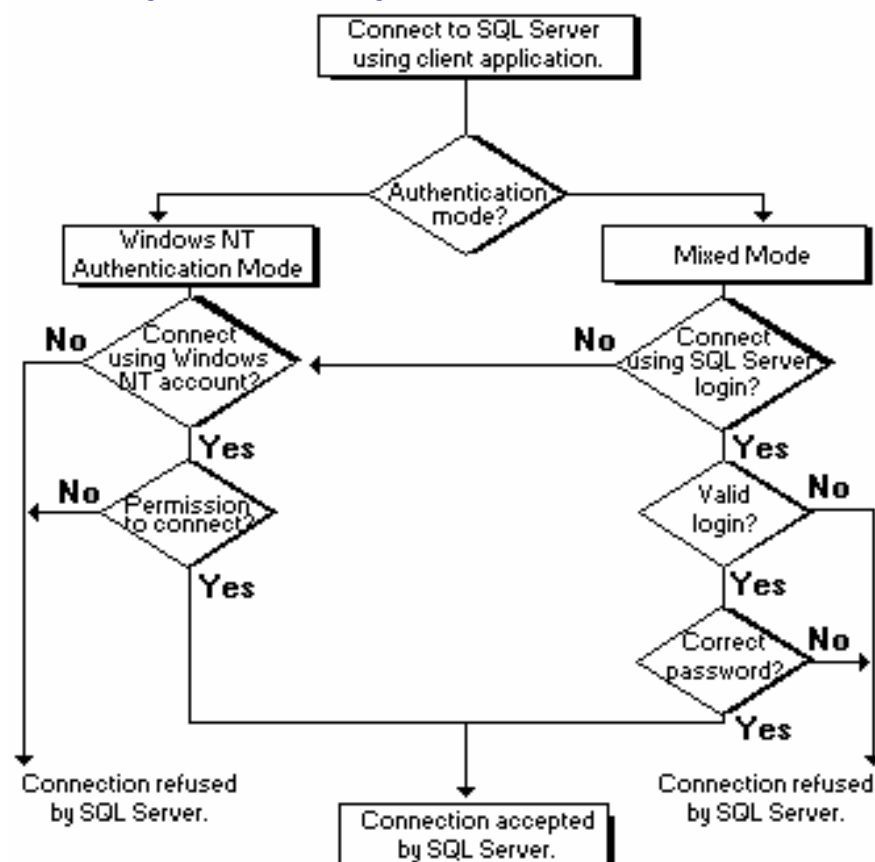 Connect to SQL Server
using client application.
Authentication
mode?
Windows NT
Authentication Mode
Mixed Mode
No
Connect
using Windows
NT account?
No
Connect
using SQL Server
login?
Yes
Yes
No
Permission
to connect?
Valid
login?
No
Yes
Yes
Correct
password?
No
Yes
Connection refused
by SQL Server.
Connection accepted
by SQL Server.
Connection refused
by SQL Server.